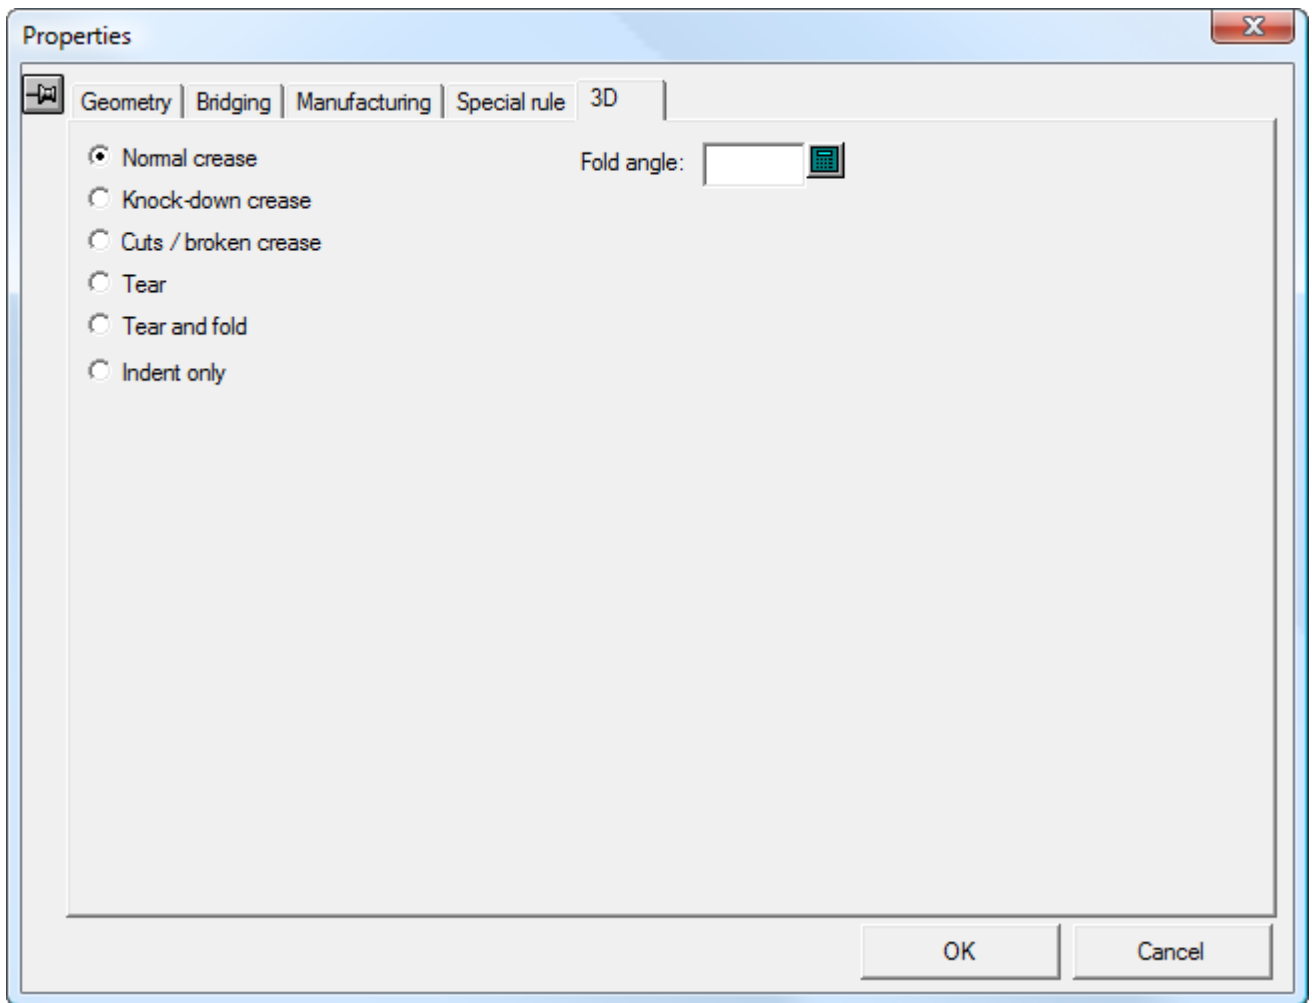 Properties
Geometry Bridging Manufacturing Special rule 3D
Normal crease Fold angle:
Knock-down crease
Cuts / broken crease
Tear
Tear and fold
Indent only
OK Cancel